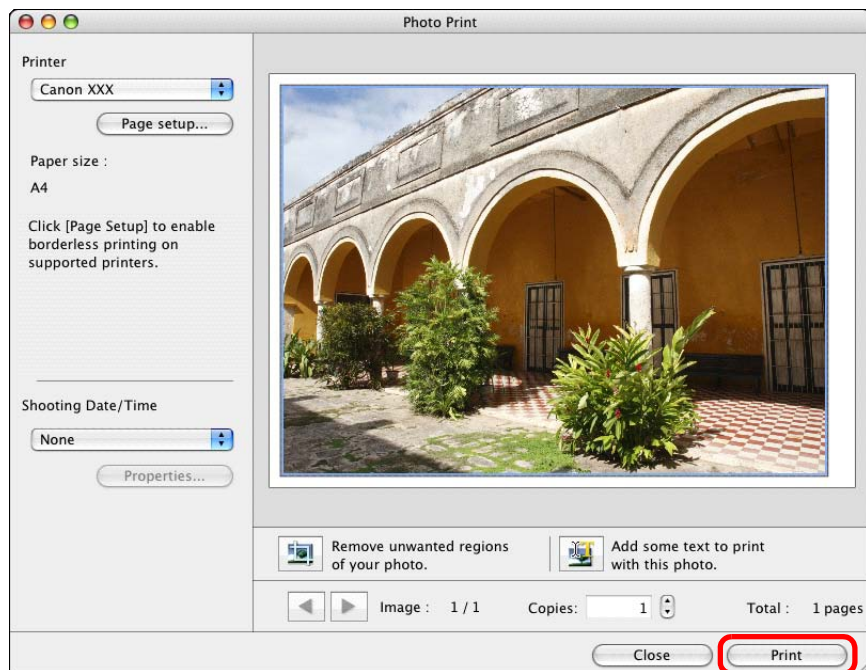 Photo Print
Printer
Canon XXX
Page setup...
Paper size :
A4
Click [Page Setup] to enable
borderless printing on
supported printers.
Shooting Date/Time
None
Properties...
Remove unwanted regions
of your photo.
Add some text to print
with this photo.
Image : 1 / 1
Copies: 1
Total : 1 pages
Close
Print